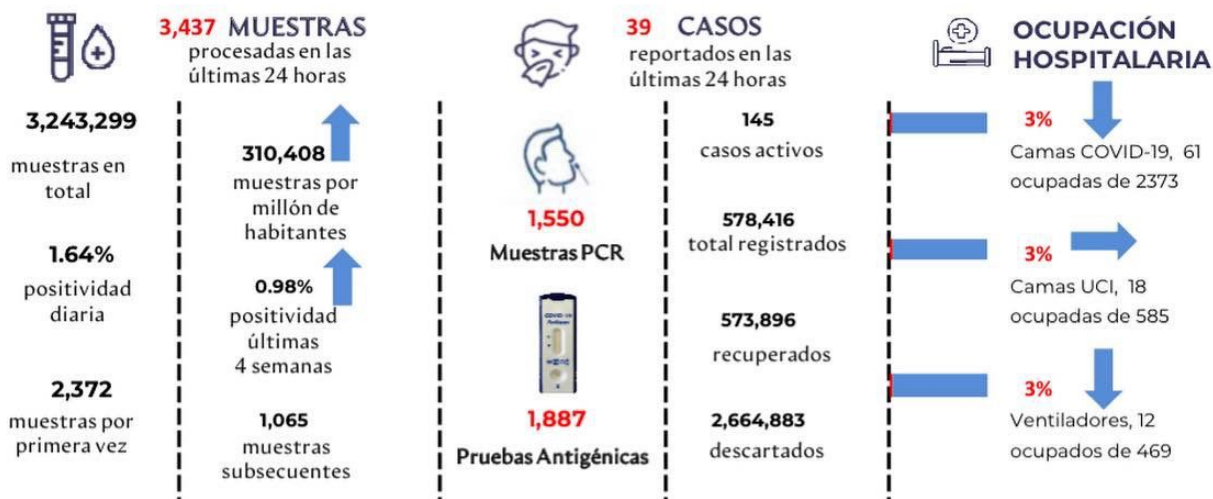 3,437 MUESTRAS
procesadas en las
últimas 24 horas
3,243,299
muestras en
total
1.64%
positividad
diaria
2,372
muestras por
primera vez
310,408
muestras por
millón de
habitantes
0.98%
positividad
últimas
4 semanas
1,065
muestras
subsecuentes
39 CASOS
reportados en las
últimas 24 horas
1,550
Muestras PCR
COVID-19
1,887
Pruebas Antigénicas
145
casos activos
578,416
total registrados
573,896
recuperados
2,664,883
descartados
OCUPACIÓN
HOSPITALARIA
3%
Camas COVID-19, 61
ocupadas de 2373
3%
Camas UCI, 18
ocupadas de 585
3%
Ventiladores, 12
ocupados de 469